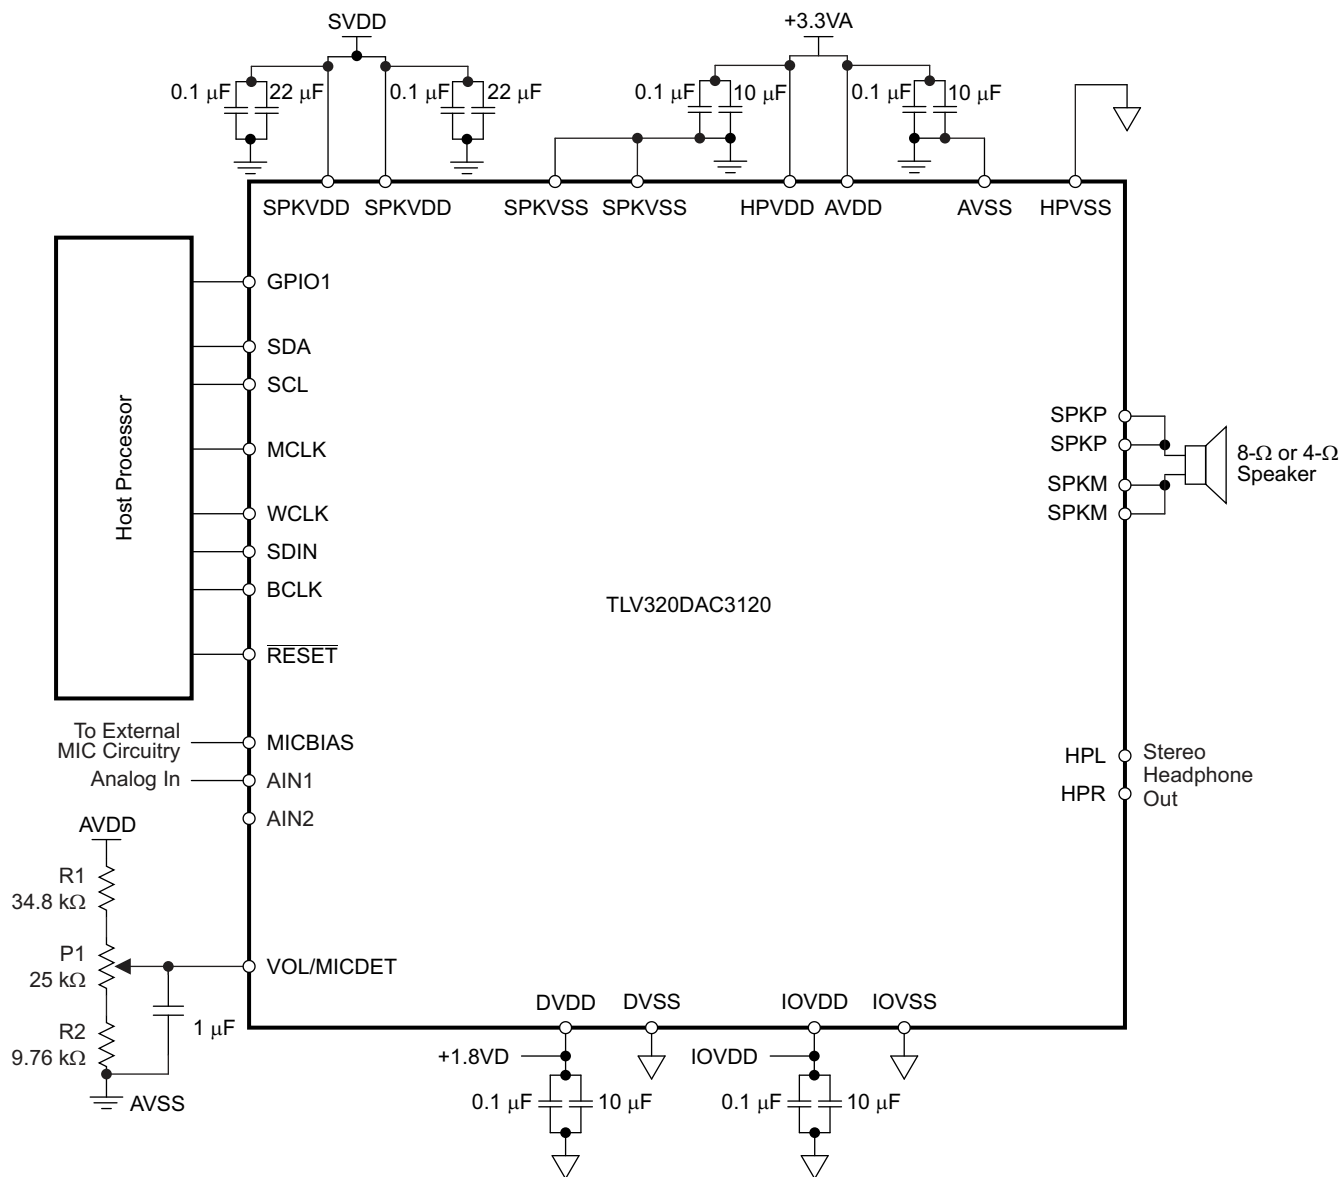 SVDD
+3.3VA
0.1 μF
22 μF
0.1 μF
22 μF
0.1 μF
10 μF
0.1 μF
10 μF
SPKVDD
SPKVDD
SPKVSS
SPKVSS
HPVDD
AVDD
AVSS
HPVSS
Host Processor
GPIO1
SDA
SCL
MCLK
WCLK
SDIN
BCLK
RESET
SPKP
SPKP
SPKM
SPKM
8-Ω or 4-Ω
Speaker
TLV320DAC3120
To External
MIC Circuitry
MICBIAS
Analog In
AIN1
AIN2
HPL
HPR
Stereo
Headphone
Out
AVDD
R1
34.8 kΩ
P1
25 kΩ
R2
9.76 kΩ
AVSS
1 μF
VOL/MICDET
DVDD
DVSS
IOVDD
IOVSS
+1.8VD
IOVDD
0.1 μF
10 μF
0.1 μF
10 μF